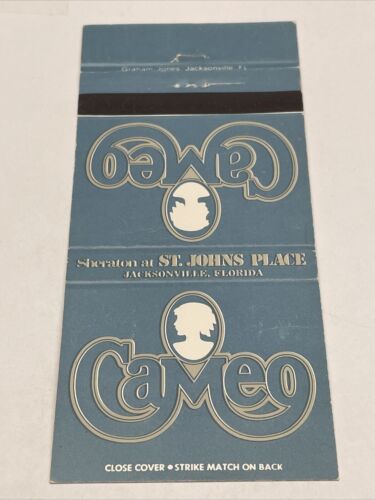 Graham Jones, Jacksonville FL
Cameo
Sheraton at ST. JOHNS PLACE
JACKSONVILLE, FLORIDA
Cameo
CLOSE COVER • STRIKE MATCH ON BACK